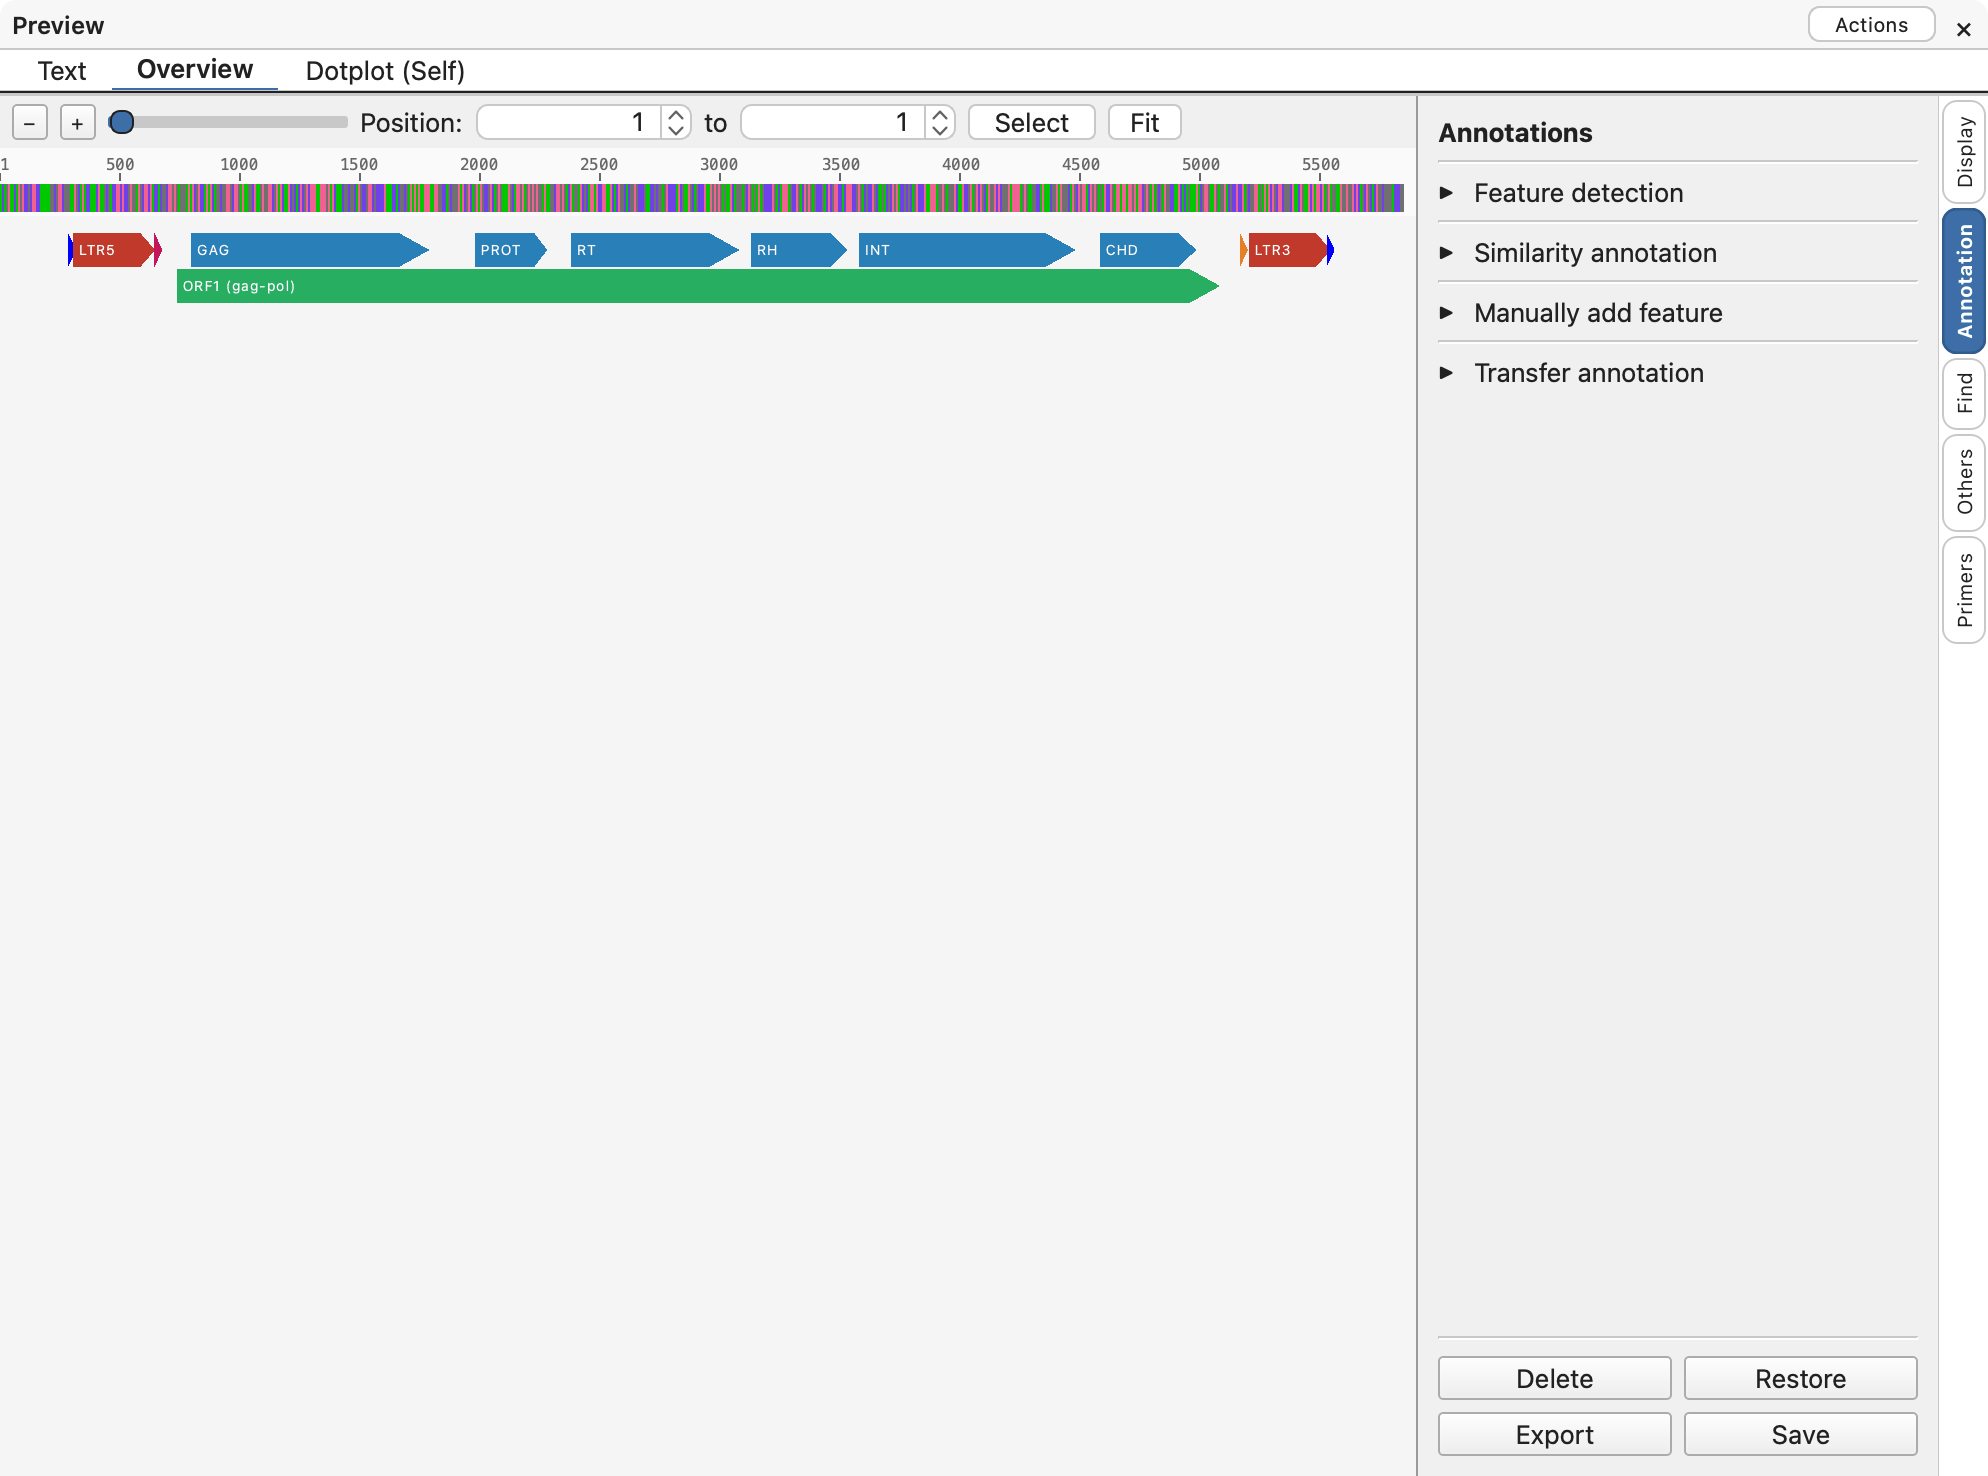 Preview
Actions ×
Text Overview Dotplot (Self)
− + Position: 1 to 1 Select Fit
1 500 1000 1500 2000 2500 3000 3500 4000 4500 5000 5500
LTR5 GAG PROT RT RH INT CHD LTR3
ORF1 (gag-pol)
Annotations
Feature detection
Similarity annotation
Manually add feature
Transfer annotation
Delete Restore
Export Save
Display
Annotation
Find
Others
Primers